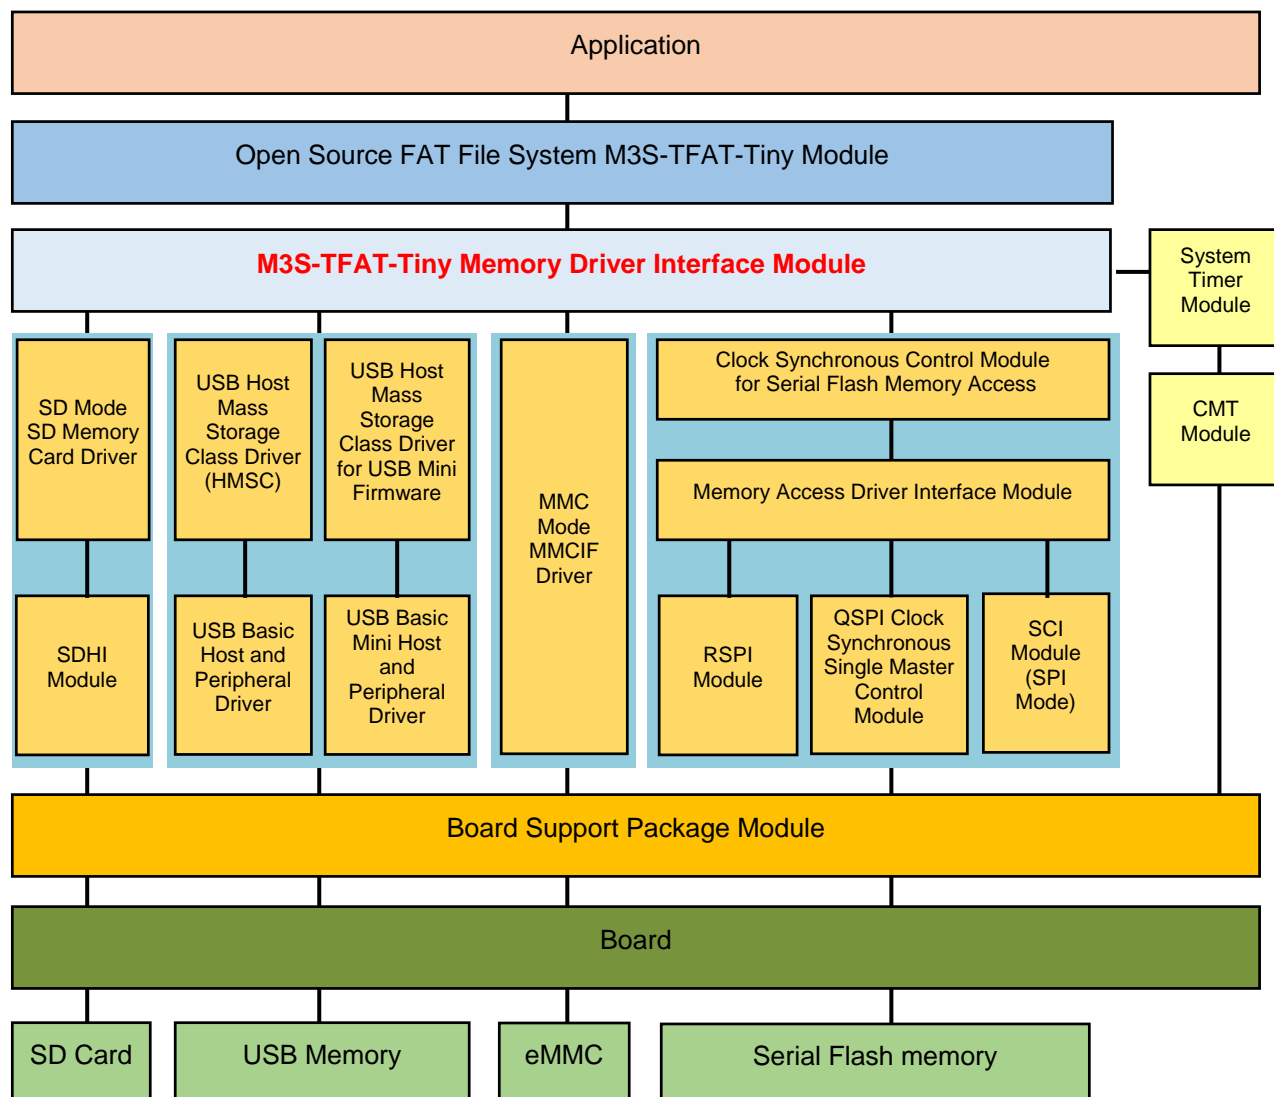 Application
Open Source FAT File System M3S-TFAT-Tiny Module
M3S-TFAT-Tiny Memory Driver Interface Module
System
Timer
Module
CMT
Module
SD Mode
SD Memory
Card Driver
USB Host
Mass
Storage
Class Driver
(HMSC)
USB Host
Mass
Storage
Class Driver
for USB Mini
Firmware
MMC
Mode
MMCIF
Driver
Clock Synchronous Control Module
for Serial Flash Memory Access
Memory Access Driver Interface Module
SDHI
Module
USB Basic
Host and
Peripheral
Driver
USB Basic
Mini Host
and
Peripheral
Driver
RSPI
Module
QSPI Clock
Synchronous
Single Master
Control
Module
SCI
Module
(SPI
Mode)
Board Support Package Module
Board
SD Card
USB Memory
eMMC
Serial Flash memory